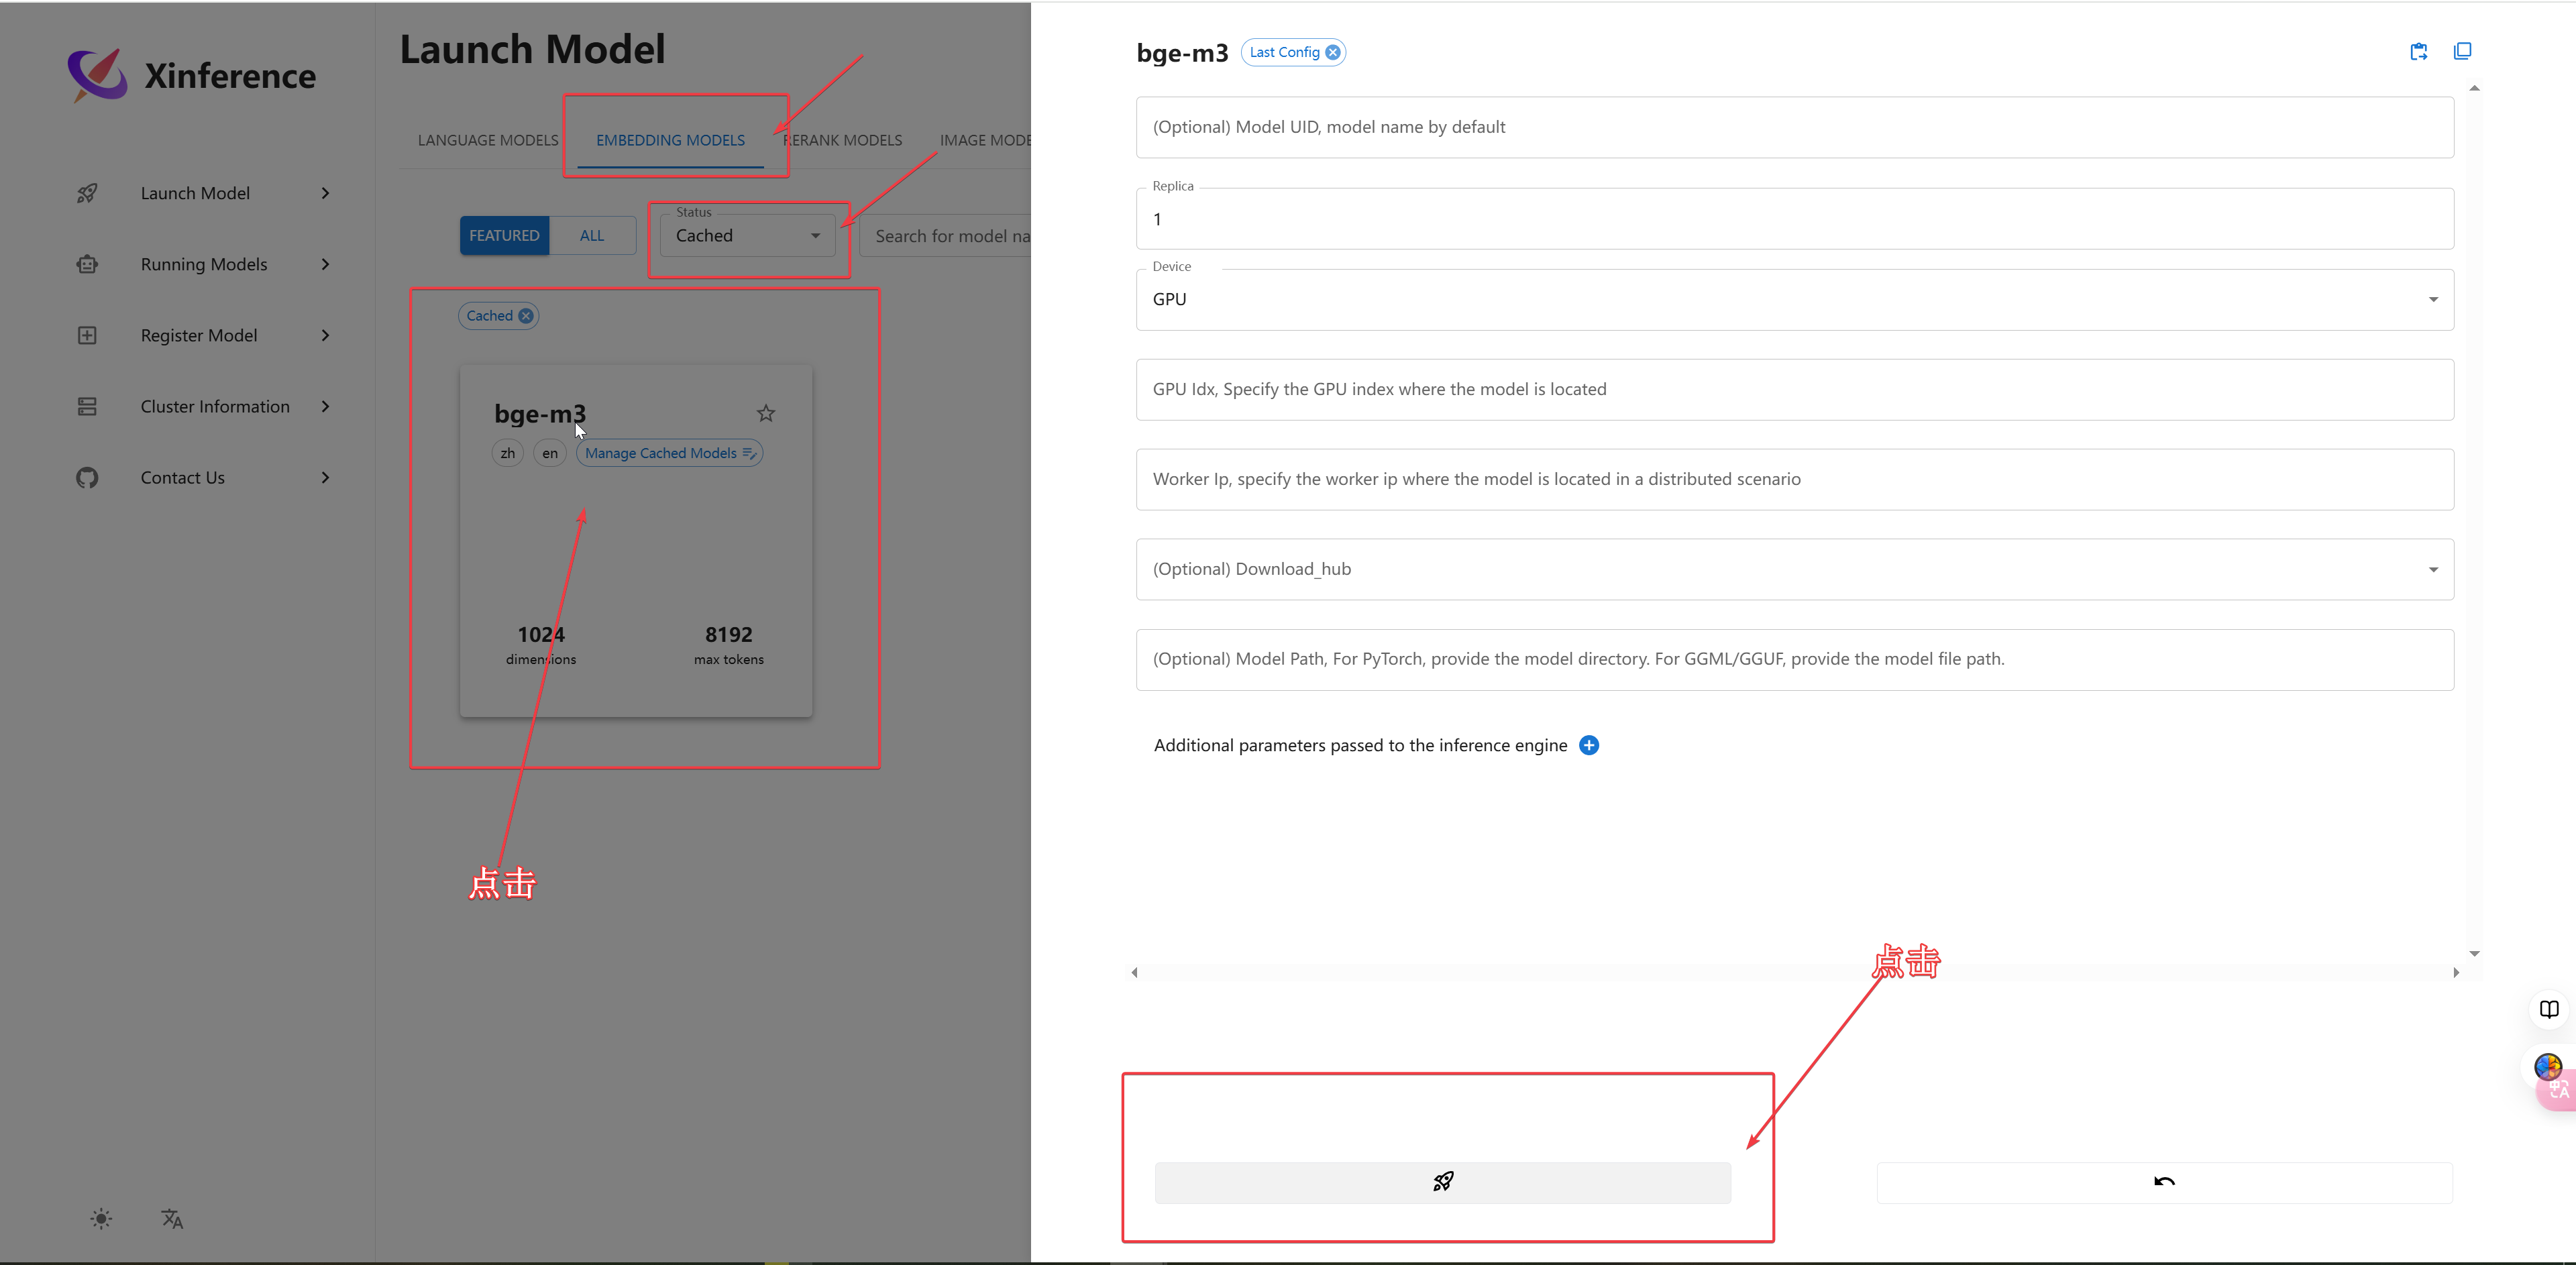 Xinference
Launch Model
Running Models
Register Model
Cluster Information
Contact Us
Launch Model
LANGUAGE MODELS
EMBEDDING MODELS
RERANK MODELS
IMAGE MODE
FEATURED
ALL
Status
Cached
Search for model na
Cached
bge-m3
zh
en
Manage Cached Models
1024
dimensions
8192
max tokens
点击
bge-m3
Last Config
(Optional) Model UID, model name by default
Replica
1
Device
GPU
GPU Idx, Specify the GPU index where the model is located
Worker Ip, specify the worker ip where the model is located in a distributed scenario
(Optional) Download_hub
(Optional) Model Path, For PyTorch, provide the model directory. For GGML/GGUF, provide the model file path.
Additional parameters passed to the inference engine
点击